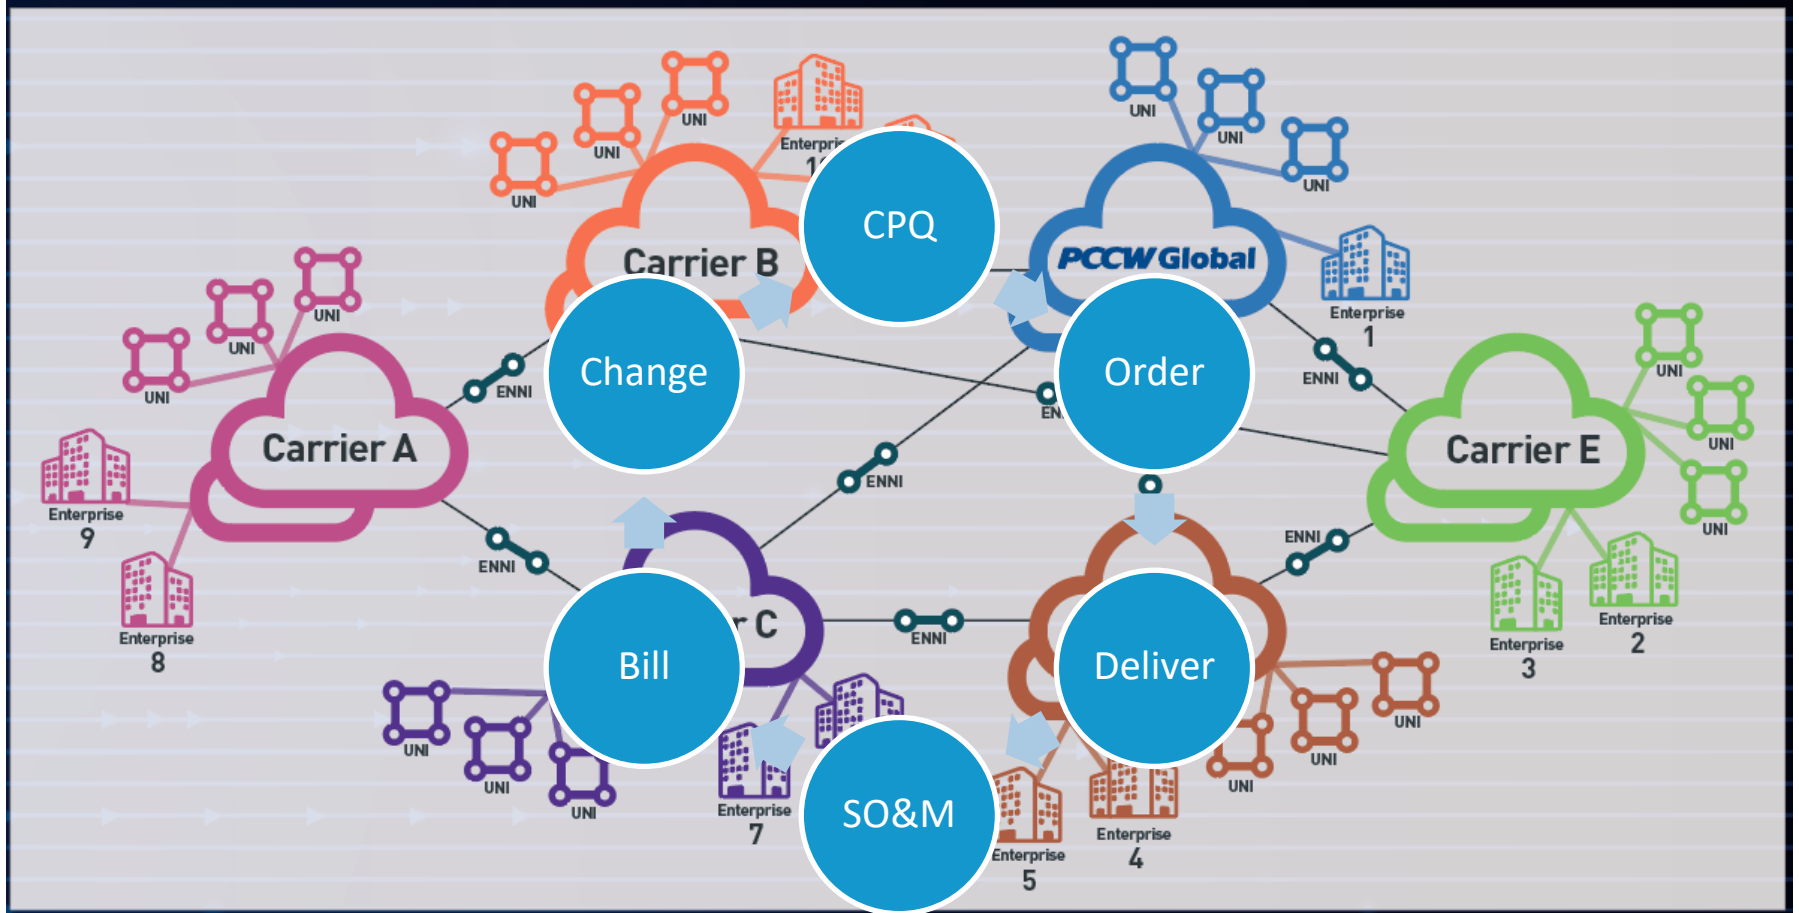 UNI
UNI
UNI
Enterprise
1
UNI
UNI
UNI
CPQ
Carrier B
PCCW Global
Enterprise
1
UNI
UNI
UNI
Change
Order
ENNI
ENNI
UNI
UNI
UNI
Carrier A
Carrier E
ENNI
Enterprise
9
ENNI
ENNI
Enterprise
8
C
ENNI
Enterprise
2
Enterprise
3
Bill
Deliver
UNI
UNI
UNI
UNI
UNI
UNI
Enterprise
7
SO&M
Enterprise
4
Enterprise
5